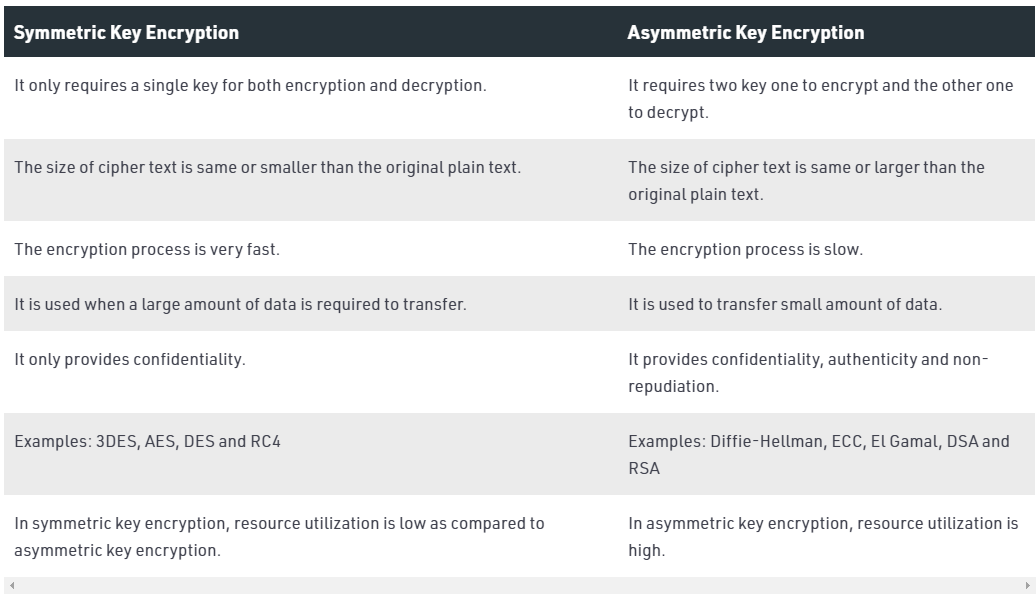 Symmetric Key Encryption
Asymmetric Key Encryption
It only requires a single key for both encryption and decryption.
It requires two key one to encrypt and the other one
to decrypt.
The size of cipher text is same or smaller than the original plain text.
The size of cipher text is same or larger than the
original plain text.
The encryption process is very fast.
The encryption process is slow.
It is used when a large amount of data is required to transfer.
It is used to transfer small amount of data.
It only provides confidentiality.
It provides confidentiality, authenticity and non-
repudiation.
Examples: 3DES, AES, DES and RC4
Examples: Diffie-Hellman, ECC, El Gamal, DSA and
RSA
In symmetric key encryption, resource utilization is low as compared to
asymmetric key encryption.
In asymmetric key encryption, resource utilization is
high.